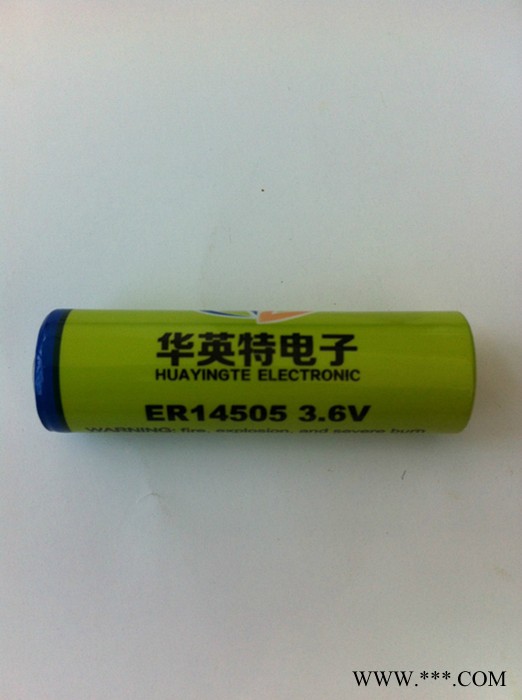 华英特电子
HUAYINGTE ELECTRONIC
ER14505 3.6V
WARNING: fire, explosion, and severe burn
WWW.***.COM